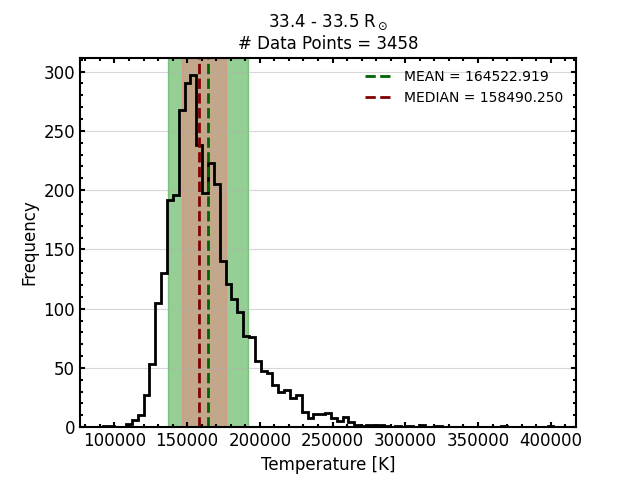 33.4 - 33.5 R⊙
# Data Points = 3458
MEAN = 164522.919
MEDIAN = 158490.250
Frequency
300
250
200
150
100
50
0
100000 150000 200000 250000 300000 350000 400000
Temperature [K]